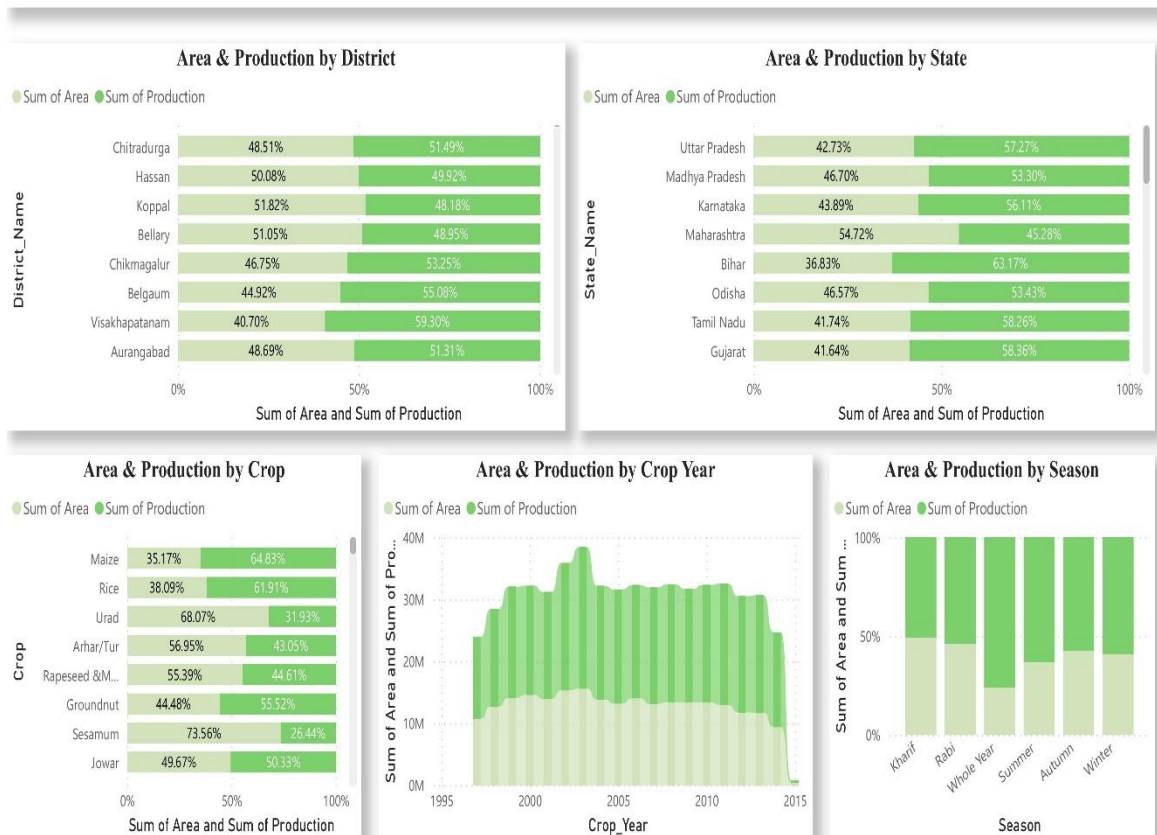 Area & Production by District
Sum of Area Sum of Production
District_Name
Chitradurga 48.51% 51.49%
Hassan 50.08% 49.92%
Koppal 51.82% 48.18%
Bellary 51.05% 48.95%
Chikmagalur 46.75% 53.25%
Belgaum 44.92% 55.08%
Visakhapatanam 40.70% 59.30%
Aurangabad 48.69% 51.31%
0% 50% 100%
Sum of Area and Sum of Production
Area & Production by State
Sum of Area Sum of Production
State_Name
Uttar Pradesh 42.73% 57.27%
Madhya Pradesh 46.70% 53.30%
Karnataka 43.89% 56.11%
Maharashtra 54.72% 45.28%
Bihar 36.83% 63.17%
Odisha 46.57% 53.43%
Tamil Nadu 41.74% 58.26%
Gujarat 41.64% 58.36%
0% 50% 100%
Sum of Area and Sum of Production
Area & Production by Crop
Sum of Area Sum of Production
Crop
Maize 35.17% 64.83%
Rice 38.09% 61.91%
Urad 68.07% 31.93%
Arhar/Tur 56.95% 43.05%
Rapeseed &M... 55.39% 44.61%
Groundnut 44.48% 55.52%
Sesamum 73.56% 26.44%
Jowar 49.67% 50.33%
0% 50% 100%
Sum of Area and Sum of Production
Area & Production by Crop Year
Sum of Area Sum of Production
Sum of Area and Sum of Pro...
40M
30M
20M
10M
0M
1995 2000 2005 2010 2015
Crop_Year
Area & Production by Season
Sum of Area Sum of Production
Sum of Area and Sum ...
100%
50%
0%
Kharif Rabi Whole Year Summer Autumn Winter
Season